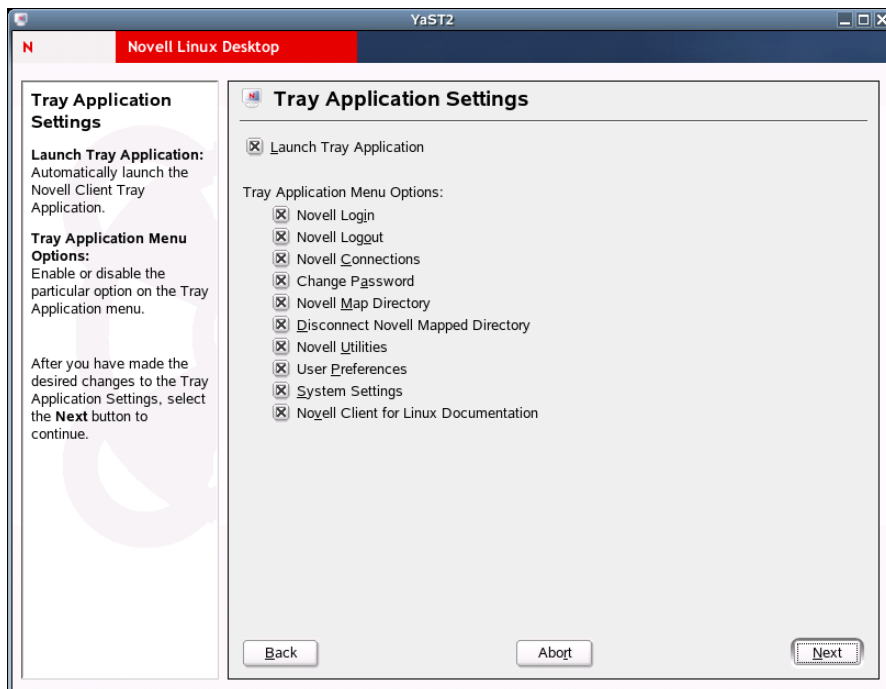 YaST2
N
Novell Linux Desktop
Tray Application
Settings
Launch Tray Application:
Automatically launch the
Novell Client Tray
Application.
Tray Application Menu
Options:
Enable or disable the
particular option on the Tray
Application menu.
After you have made the
desired changes to the Tray
Application Settings, select
the Next button to
continue.
N
Tray Application Settings
Launch Tray Application
Tray Application Menu Options:
Novell Login
Novell Logout
Novell Connections
Change Password
Novell Map Directory
Disconnect Novell Mapped Directory
Novell Utilities
User Preferences
System Settings
Novell Client for Linux Documentation
Back
Abort
Next